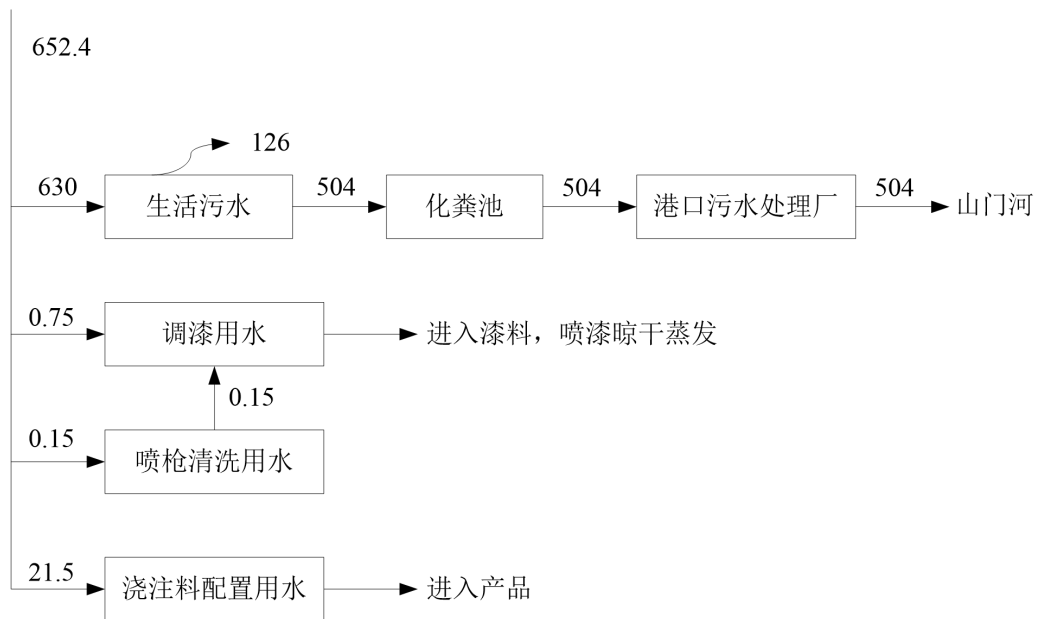 652.4
126
630
生活污水
504
化粪池
504
港口污水处理厂
504
山门河
0.75
调漆用水
进入漆料，喷漆晾干蒸发
0.15
0.15
喷枪清洗用水
21.5
浇注料配置用水
进入产品